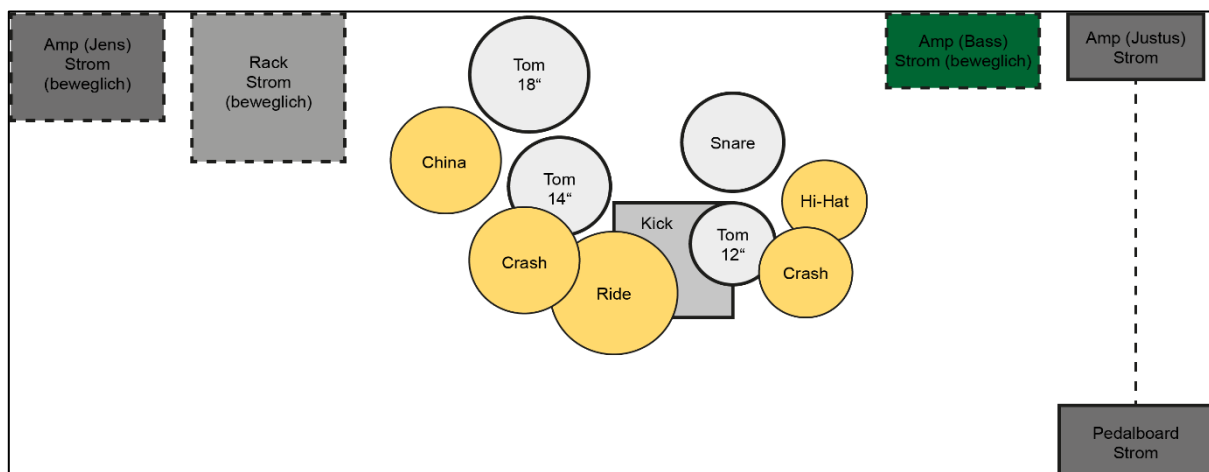 Amp (Jens)
Strom
(beweglich)
Rack
Strom
(beweglich)
Tom
18“
Amp (Bass)
Strom (beweglich)
Amp (Justus)
Strom
China
Snare
Tom
14“
Hi-Hat
Kick
Tom
12“
Crash
Crash
Ride
Pedalboard
Strom